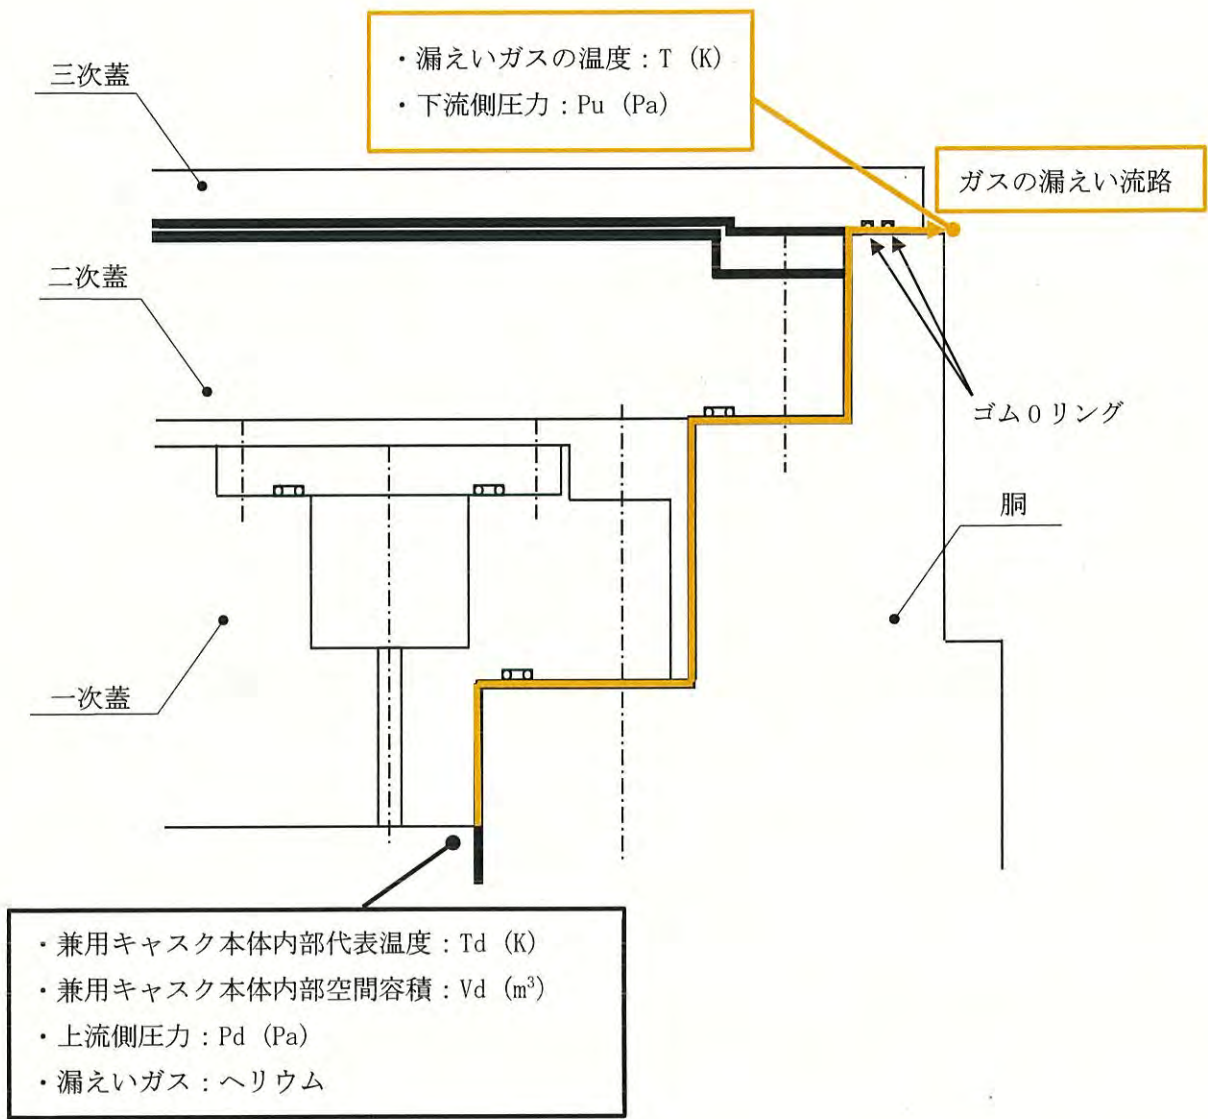 ・漏えいガスの温度：T (K)
・下流側圧力：Pu (Pa)
三次蓋
ガスの漏えい流路
二次蓋
ゴムOリング
胴
一次蓋
・兼用キャスク本体内部代表温度：Td (K)
・兼用キャスク本体内部空間容積：Vd (m³)
・上流側圧力：Pd (Pa)
・漏えいガス：ヘリウム